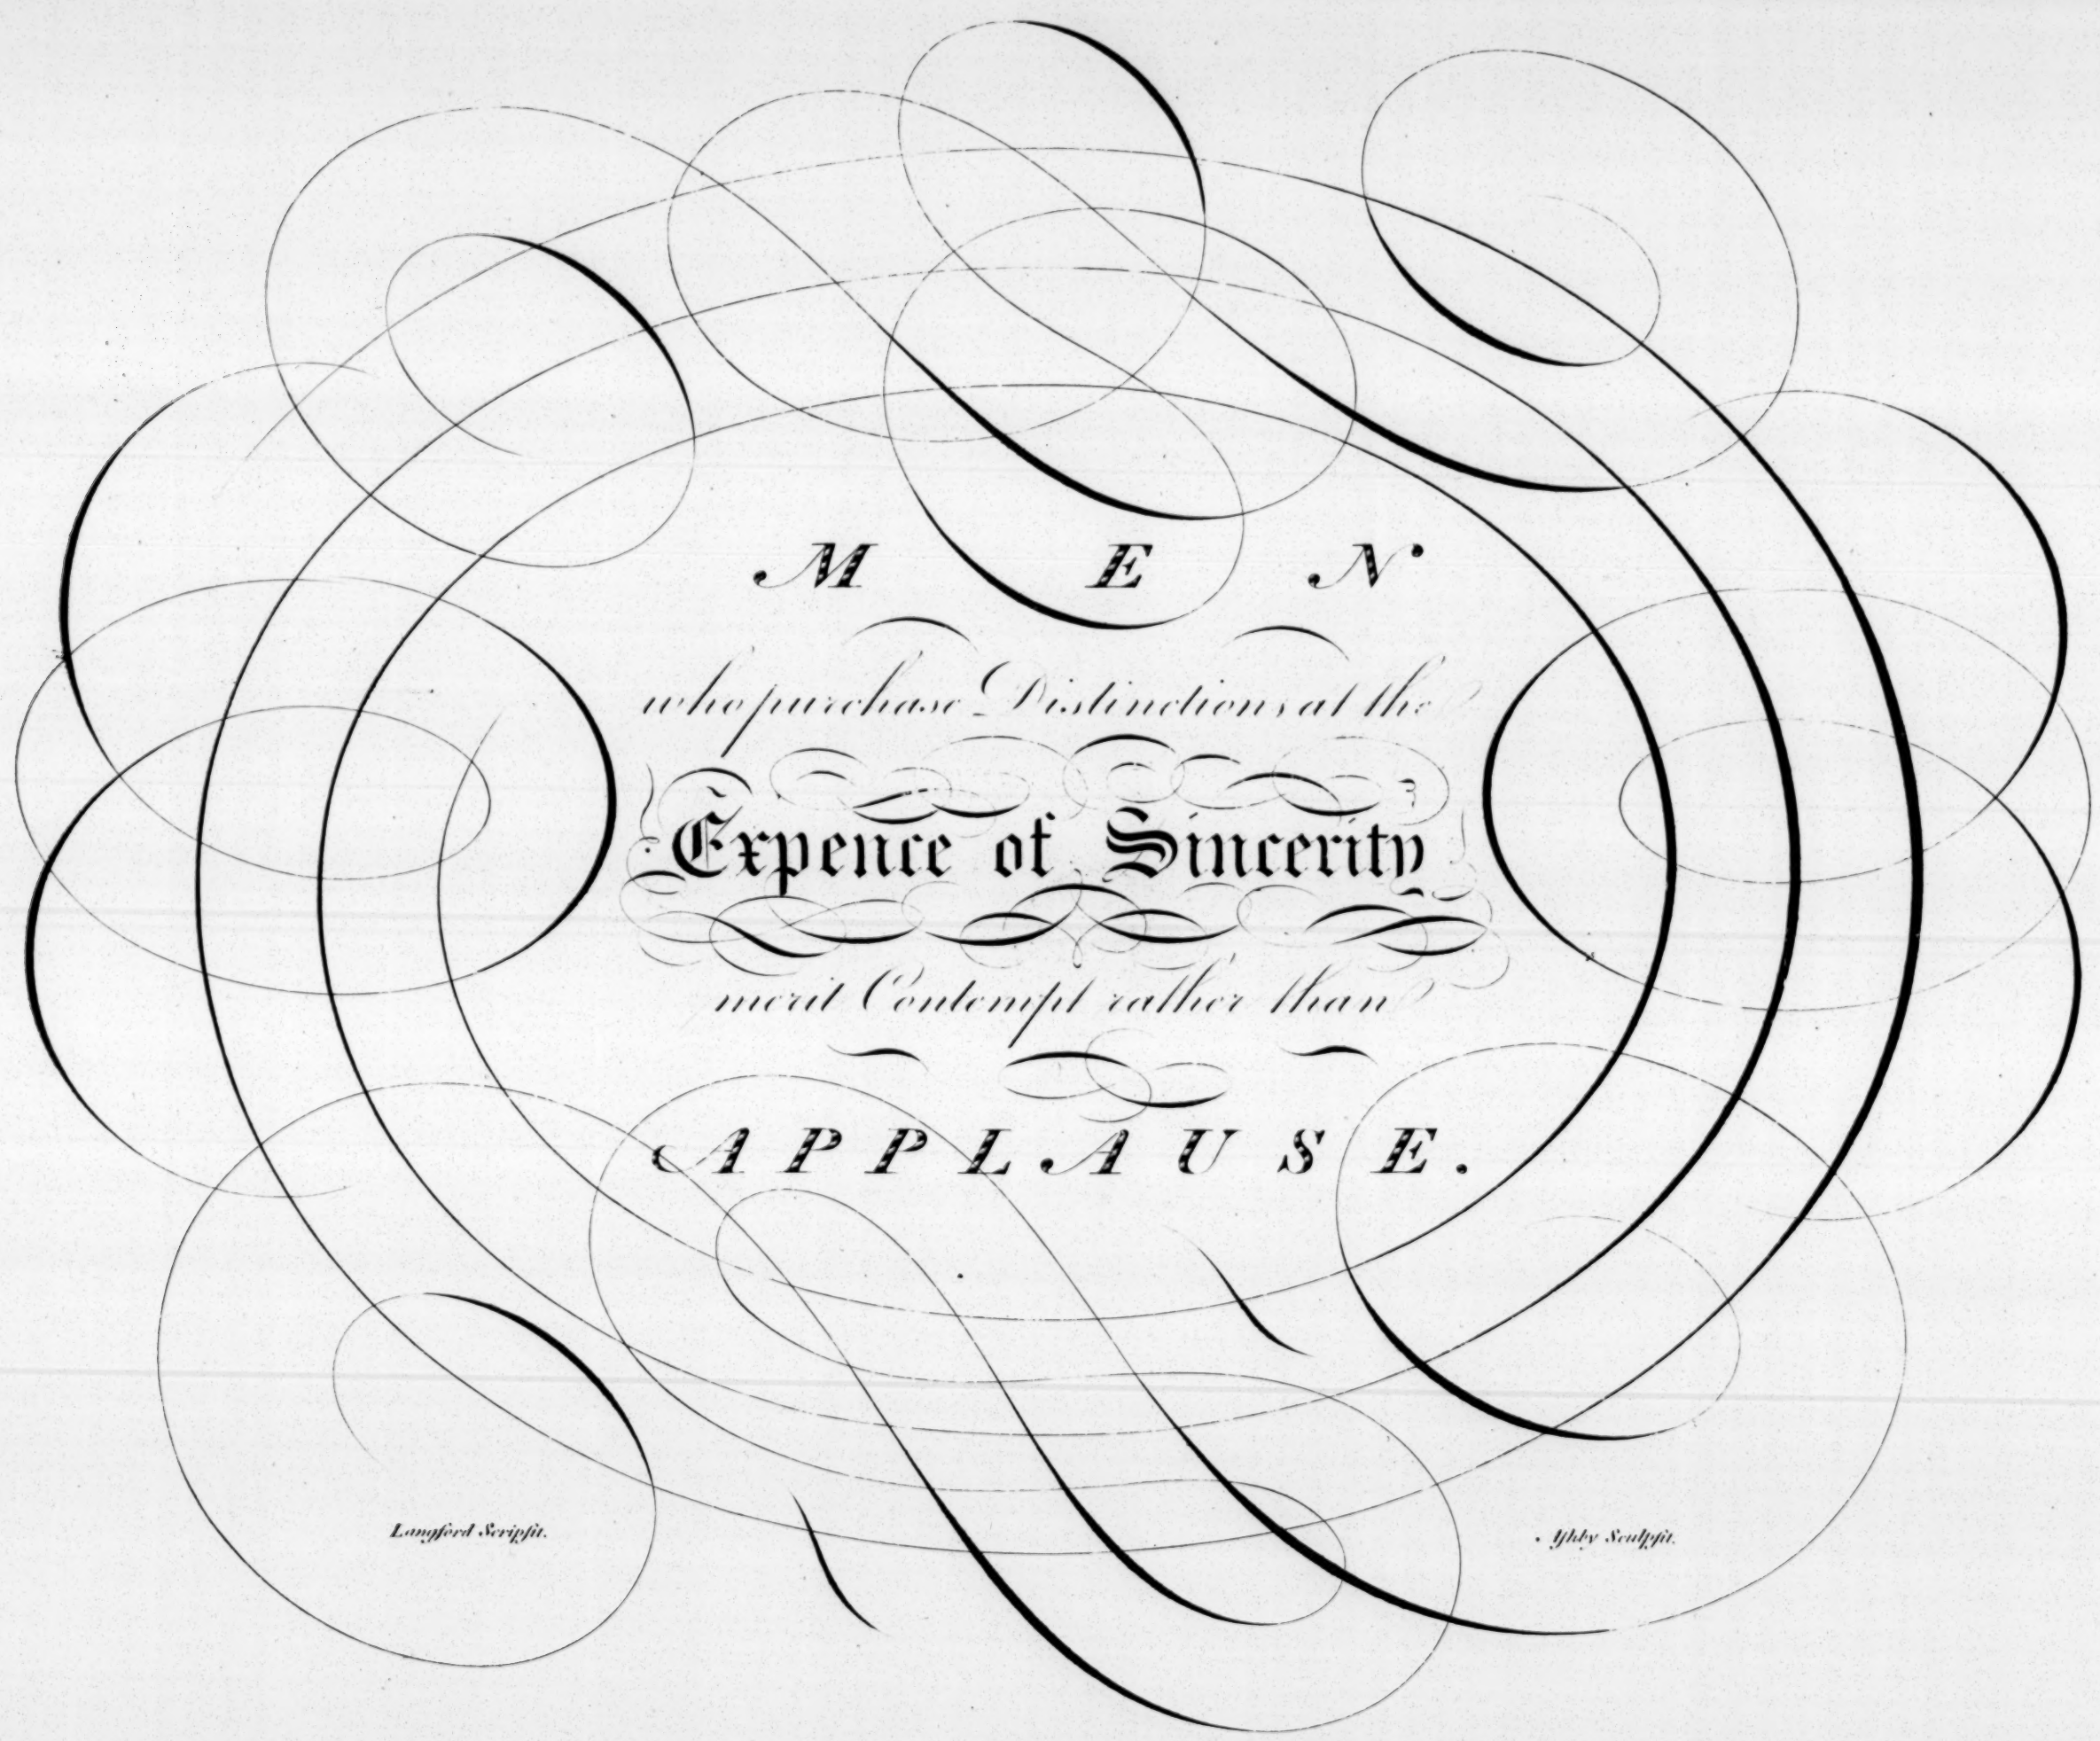 MEN
who purchase Distinctions at the
Expence of Sincerity
merit Contempt rather than
APPLAUSE.
Langford Scripsit.
Ashby Sculpsit.